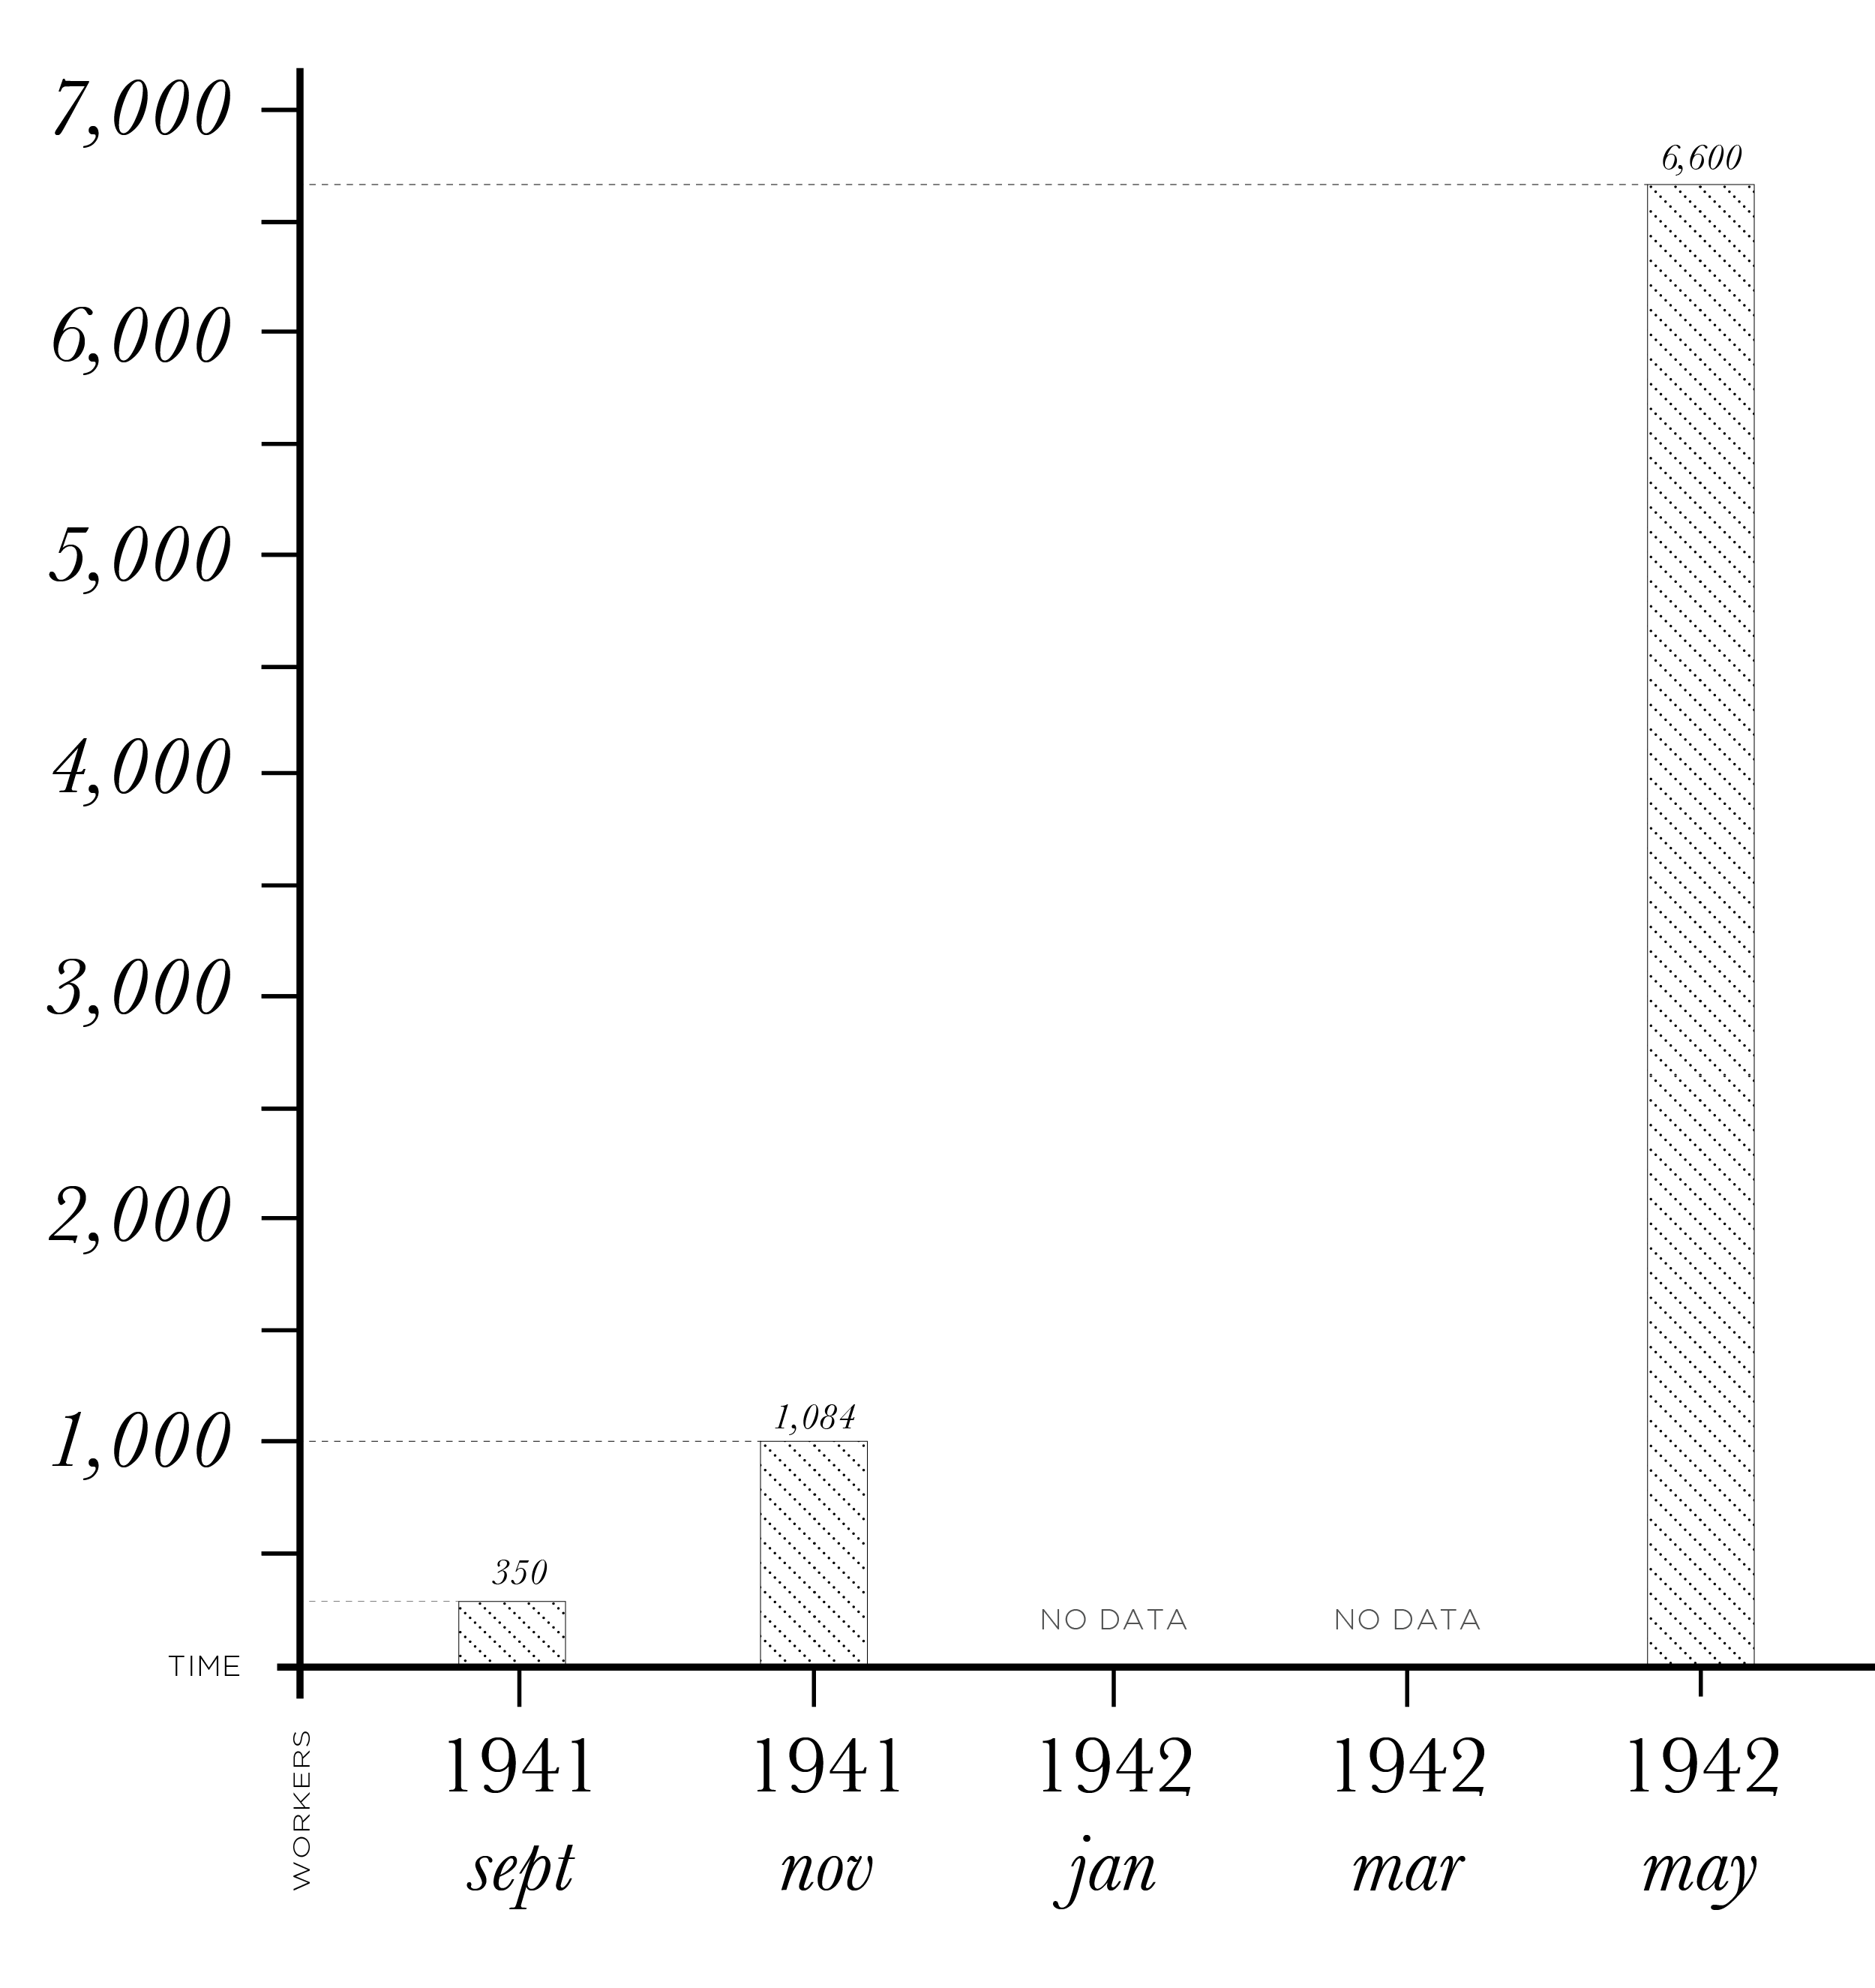 7,000
6,600
6,000
5,000
4,000
3,000
2,000
1,000
1,084
350
NO DATA
NO DATA
TIME
WORKERS
1941 1941 1942 1942 1942
sept nov jan mar may